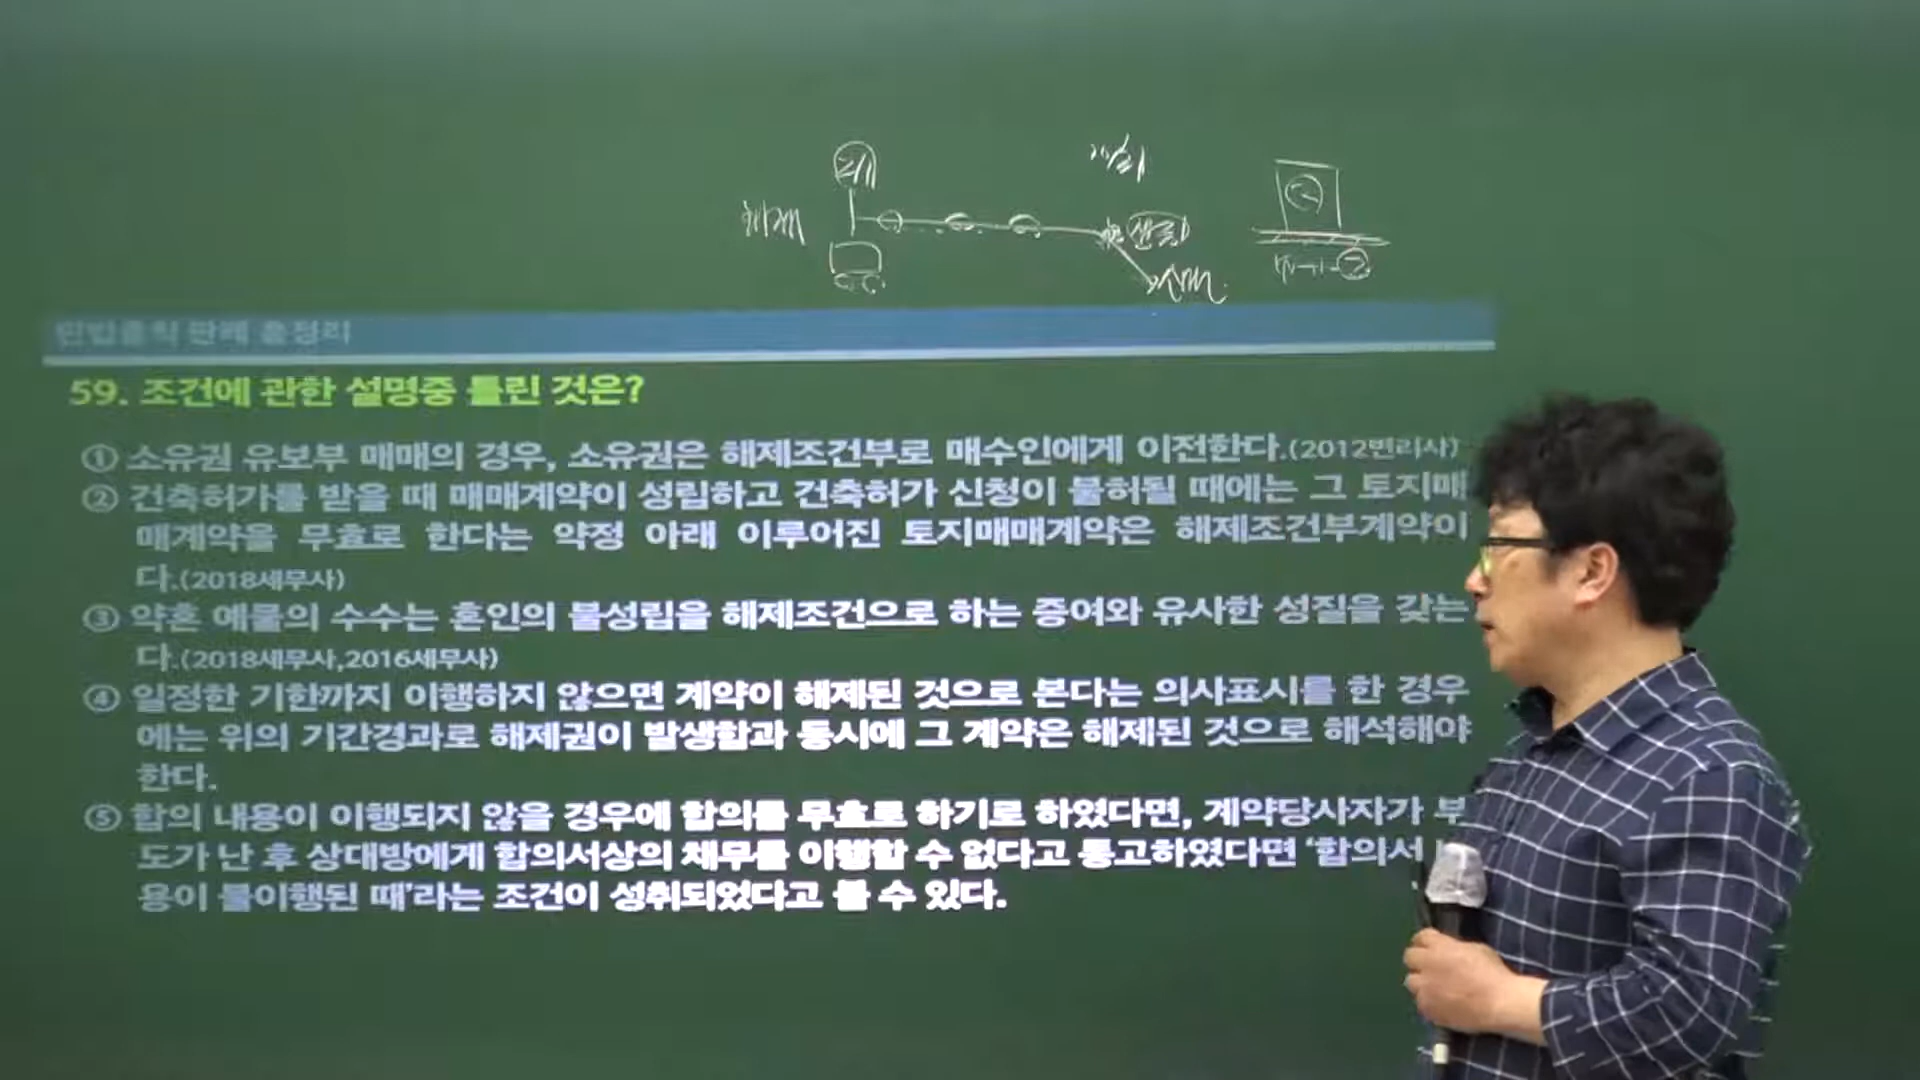 민법총칙 판례 총정리
59. 조건에 관한 설명중 틀린 것은?
① 소유권 유보부 매매의 경우, 소유권은 해제조건부로 매수인에게 이전한다.(2012변리사)
② 건축허가를 받을 때 매매계약이 성립하고 건축허가 신청이 불허될 때에는 그 토지매
매계약을 무효로 한다는 약정 아래 이루어진 토지매매계약은 해제조건부계약이
다.(2018세무사)
③ 약혼 예물의 수수는 혼인의 불성립을 해제조건으로 하는 증여와 유사한 성질을 갖는
다.(2018세무사,2016세무사)
④ 일정한 기한까지 이행하지 않으면 계약이 해제된 것으로 본다는 의사표시를 한 경우
에는 위의 기간경과로 해제권이 발생함과 동시에 그 계약은 해제된 것으로 해석해야
한다.
⑤ 합의 내용이 이행되지 않을 경우에 합의를 무효로 하기로 하였다면, 계약당사자가 부
도가 난 후 상대방에게 합의서상의 채무를 이행할 수 없다고 통고하였다면 '합의서
용이 불이행된 때'라는 조건이 성취되었다고 볼 수 있다.